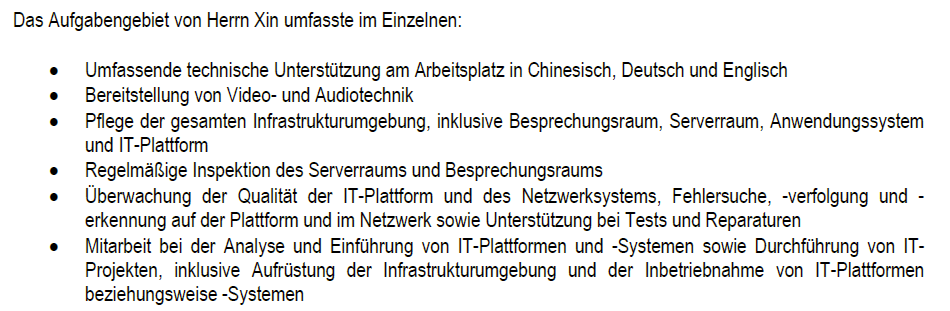 Das Aufgabengebiet von Herrn Xin umfasste im Einzelnen:
• Umfassende technische Unterstützung am Arbeitsplatz in Chinesisch, Deutsch und Englisch
• Bereitstellung von Video- und Audiotechnik
• Pflege der gesamten Infrastrukturumgebung, inklusive Besprechungsraum, Serverraum, Anwendungssystem
und IT-Plattform
• Regelmäßige Inspektion des Serverraums und Besprechungsraums
• Überwachung der Qualität der IT-Plattform und des Netzwerksystems, Fehlersuche, -verfolgung und -
erkennung auf der Plattform und im Netzwerk sowie Unterstützung bei Tests und Reparaturen
• Mitarbeit bei der Analyse und Einführung von IT-Plattformen und -Systemen sowie Durchführung von IT-
Projekten, inklusive Aufrüstung der Infrastrukturumgebung und der Inbetriebnahme von IT-Plattformen
beziehungsweise -Systemen